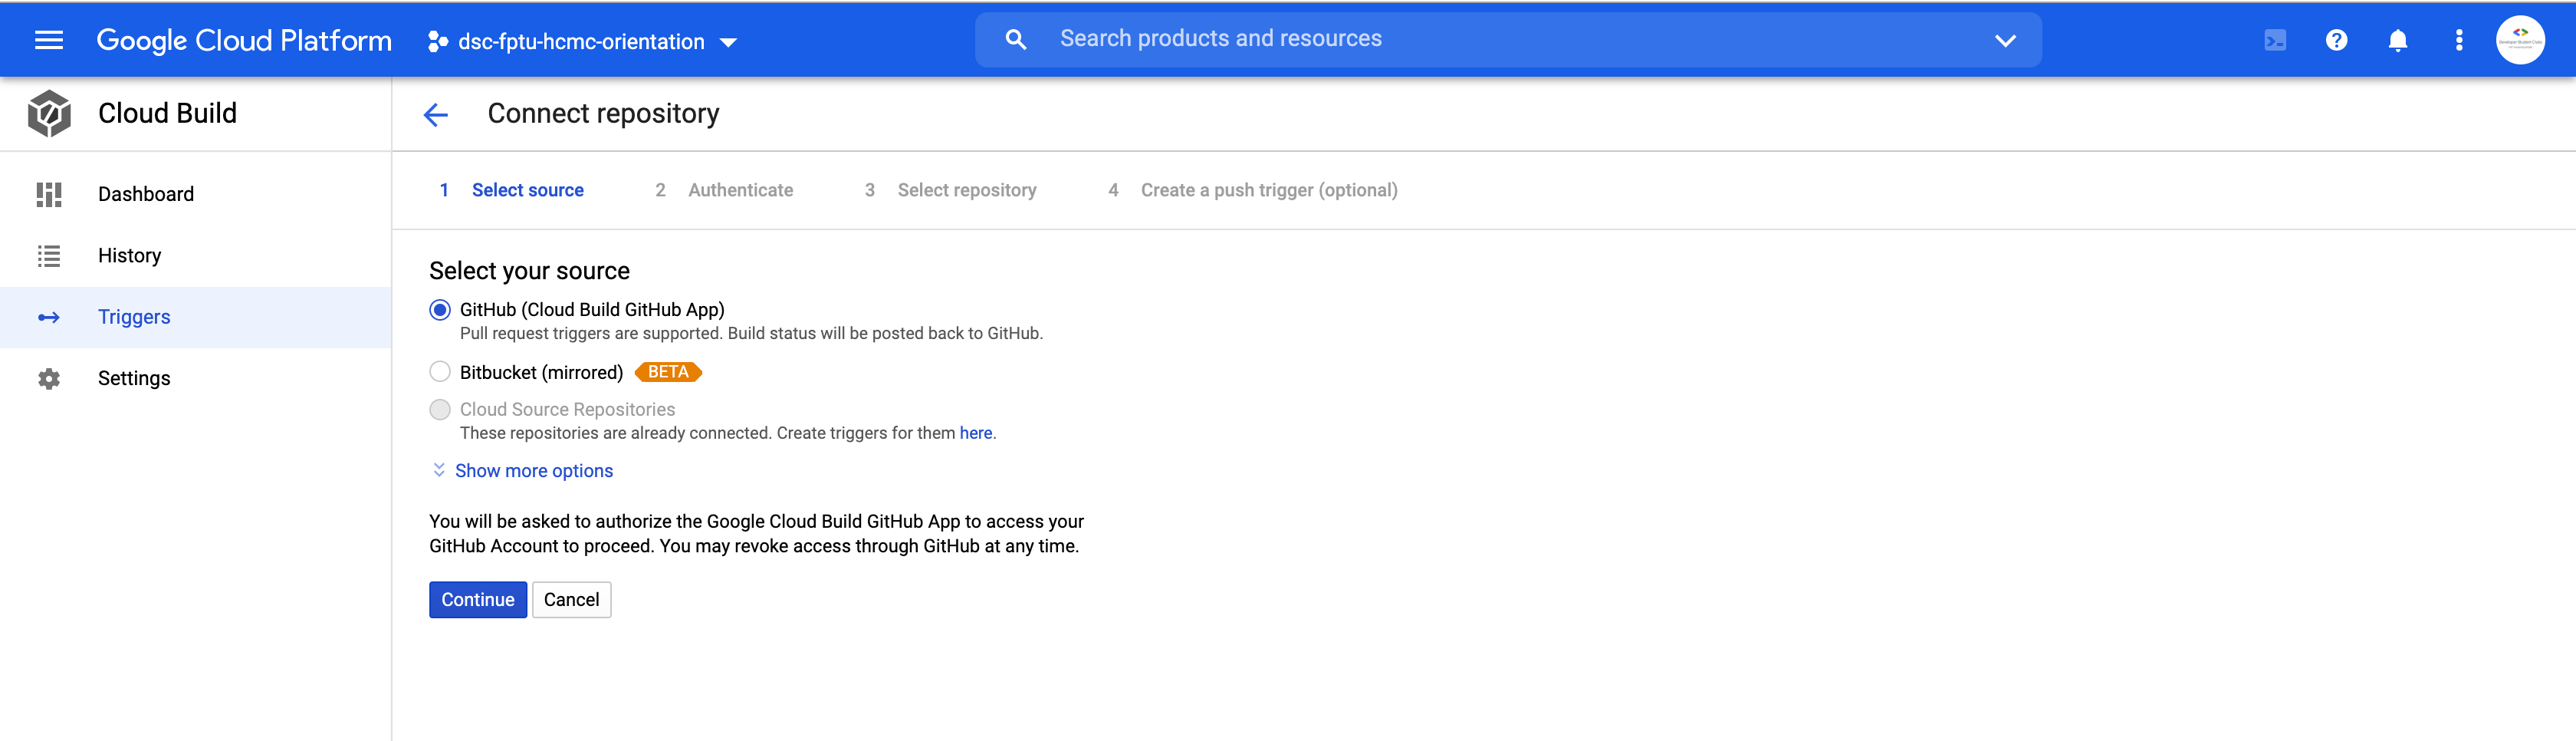 Google Cloud Platform
dsc-fptu-hcmc-orientation
Search products and resources
Cloud Build
Connect repository
Dashboard
History
Triggers
Settings
1 Select source
2 Authenticate
3 Select repository
4 Create a push trigger (optional)
Select your source
GitHub (Cloud Build GitHub App)
Pull request triggers are supported. Build status will be posted back to GitHub.
Bitbucket (mirrored) BETA
Cloud Source Repositories
These repositories are already connected. Create triggers for them here.
Show more options
You will be asked to authorize the Google Cloud Build GitHub App to access your
GitHub Account to proceed. You may revoke access through GitHub at any time.
Continue Cancel